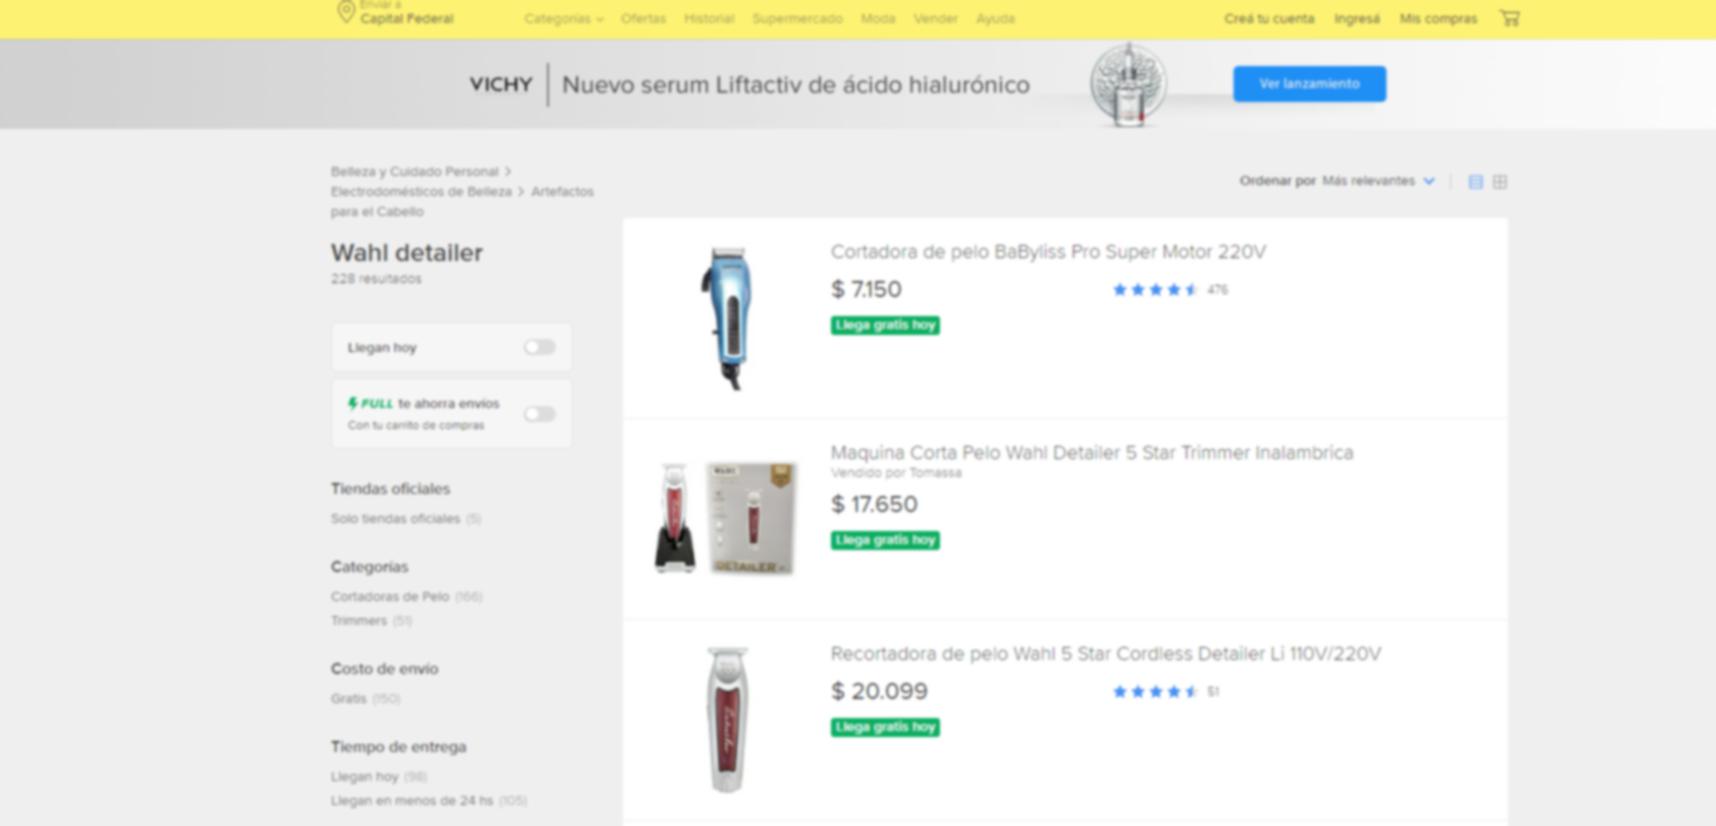 Enviar a
Capital Federal
Categorías Ofertas Historial Supermercado Moda Vender Ayuda
Creá tu cuenta Ingresá Mis compras
VICHY Nuevo serum Liftactiv de ácido hialurónico
Ver lanzamiento
Belleza y Cuidado Personal >
Electrodomésticos de Belleza > Artefactos
para el Cabello
Wahl detailer
228 resultados
Llegan hoy
FULL te ahorra envíos
Con tu carrito de compras
Tiendas oficiales
Solo tiendas oficiales (5)
Categorías
Cortadoras de Pelo (166)
Trimmers (51)
Costo de envío
Gratis (150)
Tiempo de entrega
Llegan hoy (98)
Llegan en menos de 24 hs (105)
Ordenar por Más relevantes
Cortadora de pelo BaByliss Pro Super Motor 220V
$ 7.150
476
Llega gratis hoy
WAHL
DETAILER
Maquina Corta Pelo Wahl Detailer 5 Star Trimmer Inalambrica
Vendido por Tomassa
$ 17.650
Llega gratis hoy
Recortadora de pelo Wahl 5 Star Cordless Detailer Li 110V/220V
$ 20.099
51
Llega gratis hoy